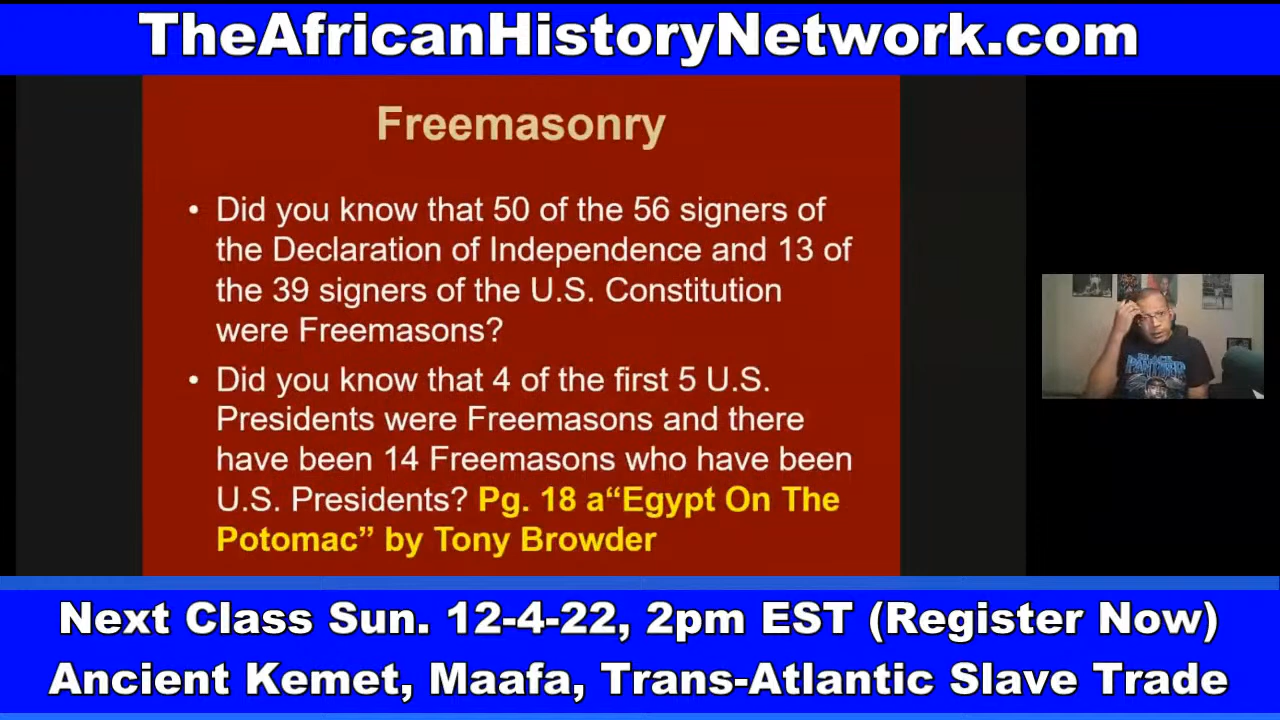 TheAfricanHistoryNetwork.com
Freemasonry
• Did you know that 50 of the 56 signers of
the Declaration of Independence and 13 of
the 39 signers of the U.S. Constitution
were Freemasons?
• Did you know that 4 of the first 5 U.S.
Presidents were Freemasons and there
have been 14 Freemasons who have been
U.S. Presidents? Pg. 18 a“Egypt On The
Potomac” by Tony Browder
BLACK
PANTHER
Next Class Sun. 12-4-22, 2pm EST (Register Now)
Ancient Kemet, Maafa, Trans-Atlantic Slave Trade